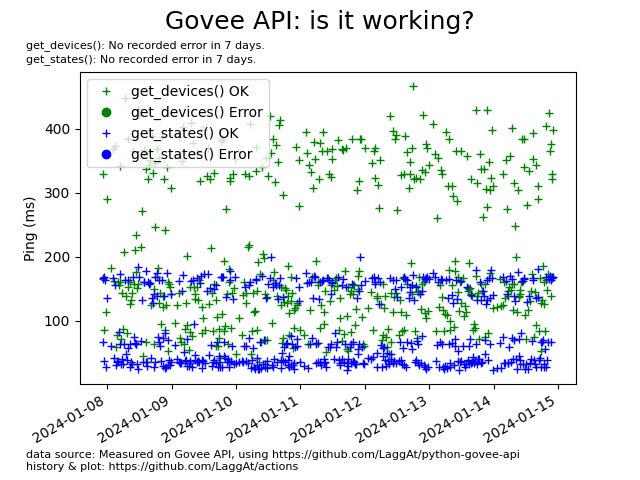 Govee API: is it working?
get_devices(): No recorded error in 7 days.
get_states(): No recorded error in 7 days.
get_devices() OK
get_devices() Error
get_states() OK
get_states() Error
Ping (ms)
400
300
200
100
2024-01-08
2024-01-09
2024-01-10
2024-01-11
2024-01-12
2024-01-13
2024-01-14
2024-01-15
data source: Measured on Govee API, using https://github.com/LaggAt/python-govee-api
history & plot: https://github.com/LaggAt/actions